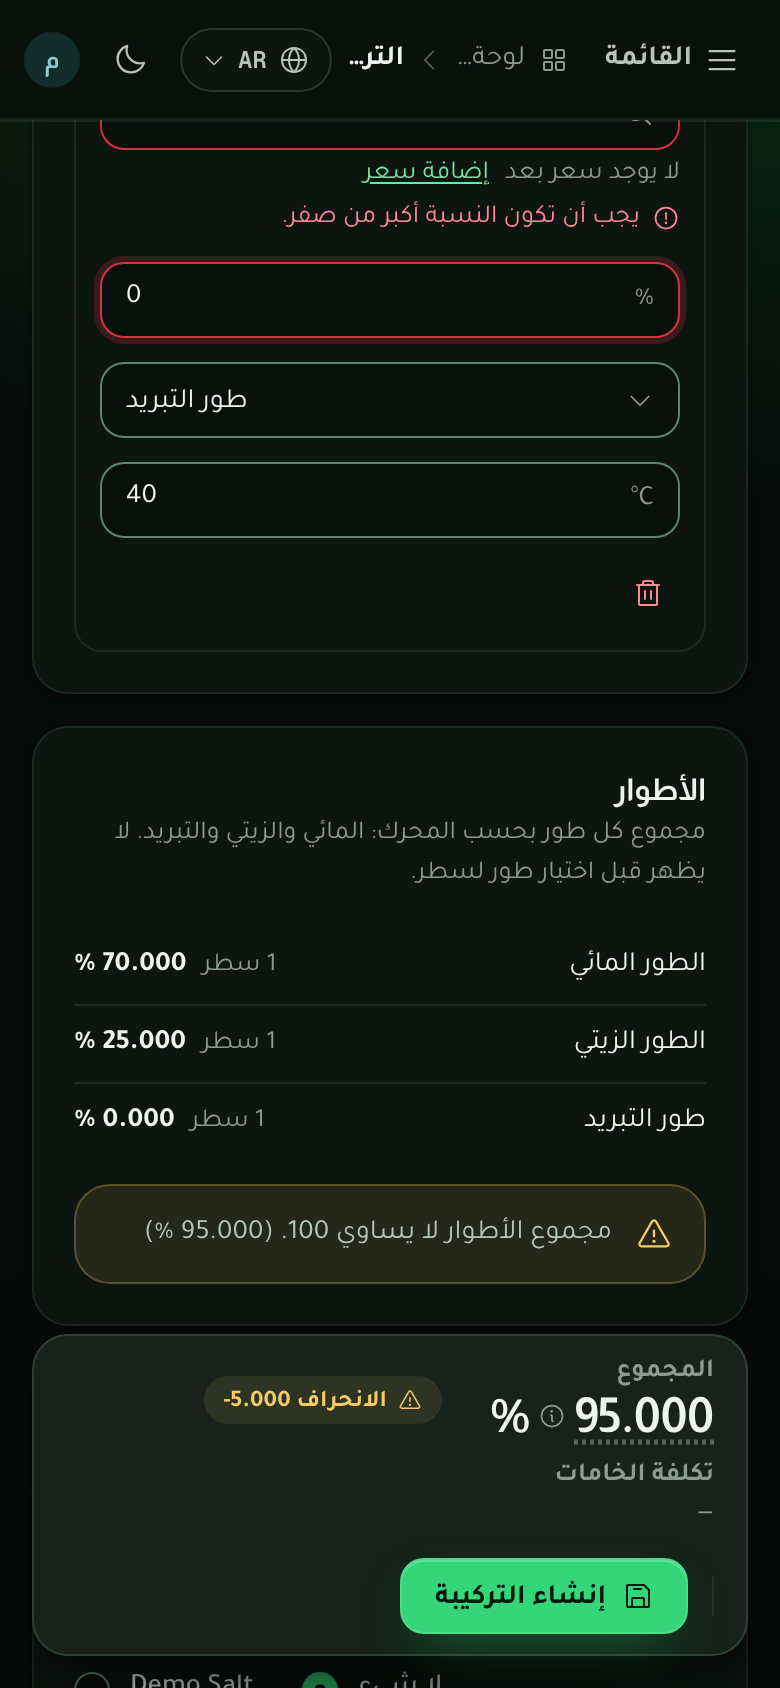 القائمة
لوحة...
التر...
AR
م
لا يوجد سعر بعد إضافة سعر
يجب أن تكون النسبة أكبر من صفر.
% 0
طور التبريد
°C 40
الأطوار
مجموع كل طور بحسب المحرك: المائي والزيتي والتبريد. لا
يظهر قبل اختيار طور لسطر.
الطور المائي 1 سطر 70.000 %
الطور الزيتي 1 سطر 25.000 %
طور التبريد 1 سطر 0.000 %
مجموع الأطوار لا يساوي 100. (95.000 %)
المجموع
95.000 %
الانحراف -5.000
تكلفة الخامات
—
إنشاء التركيبة
لا شيء Demo Salt